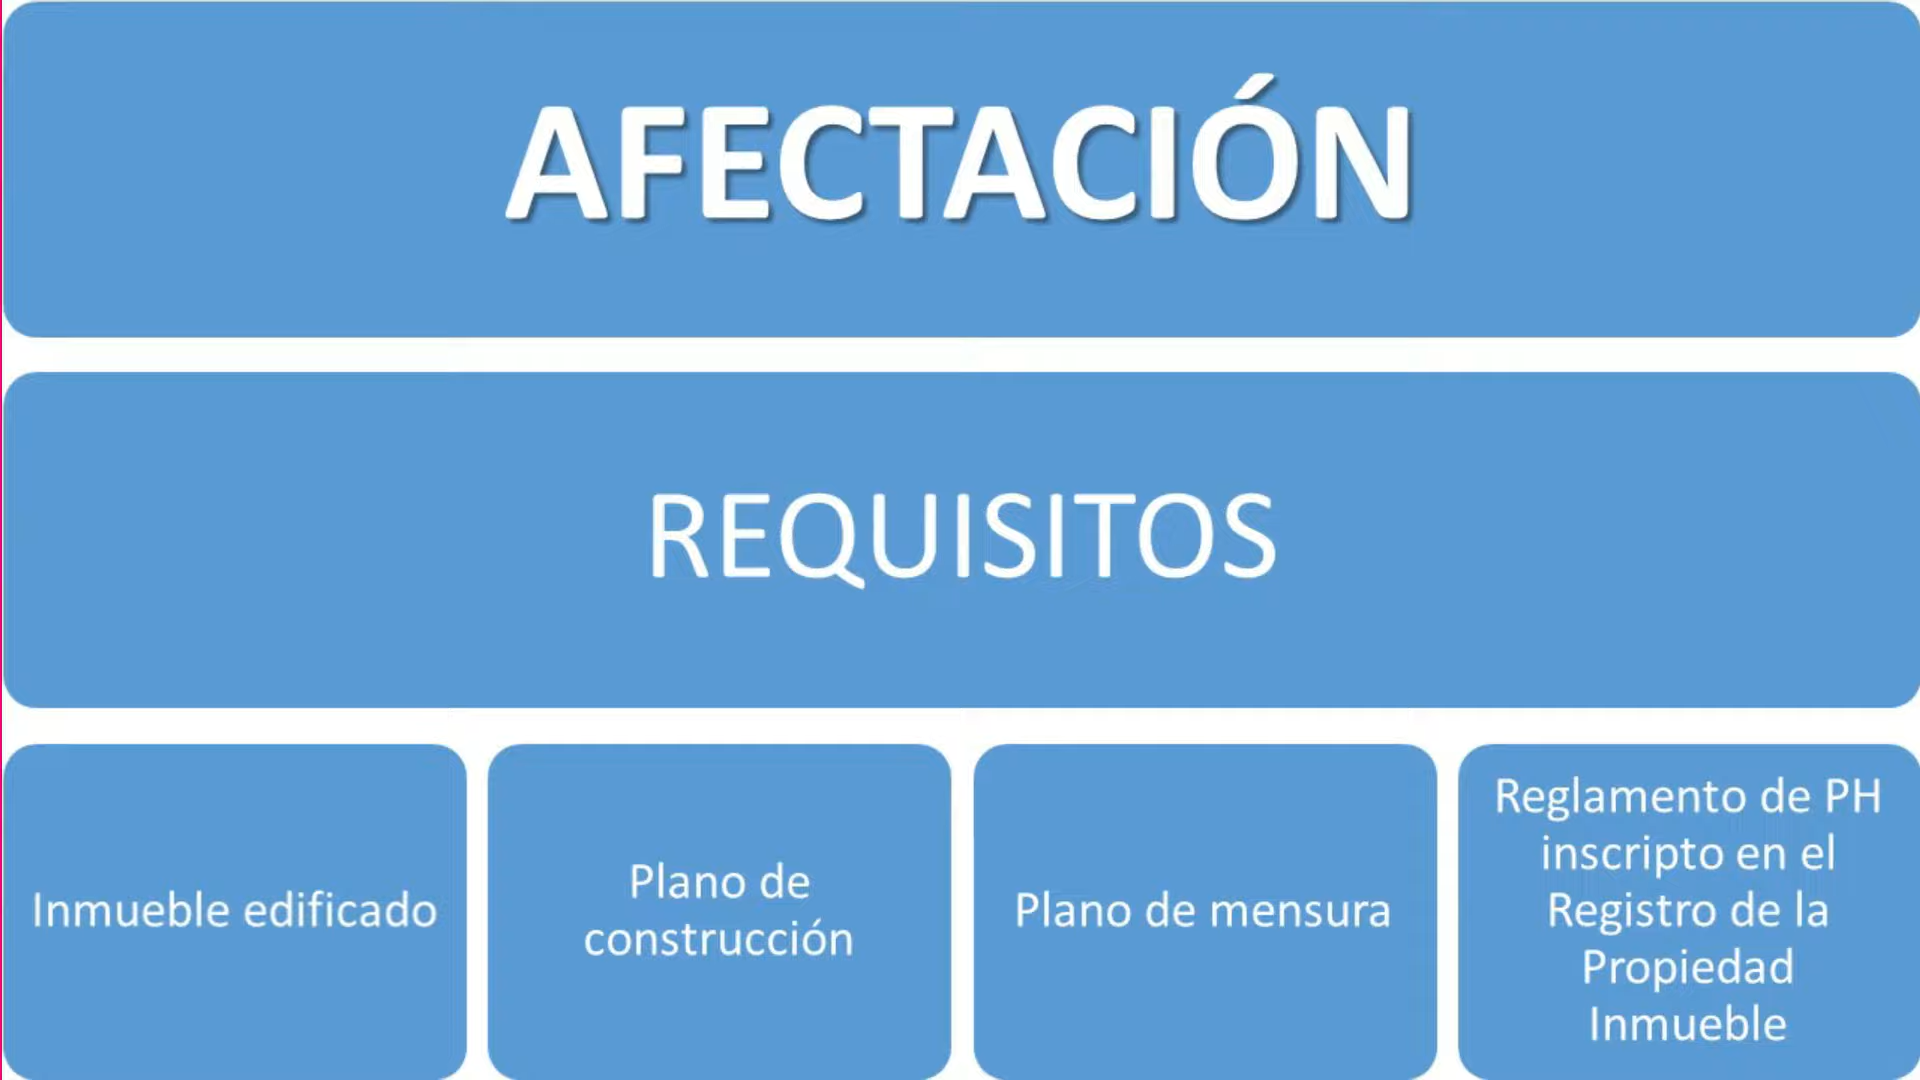 AFECTACIÓN
REQUISITOS
Inmueble edificado
Plano de
construcción
Plano de mensura
Reglamento de PH
inscripto en el
Registro de la
Propiedad
Inmueble